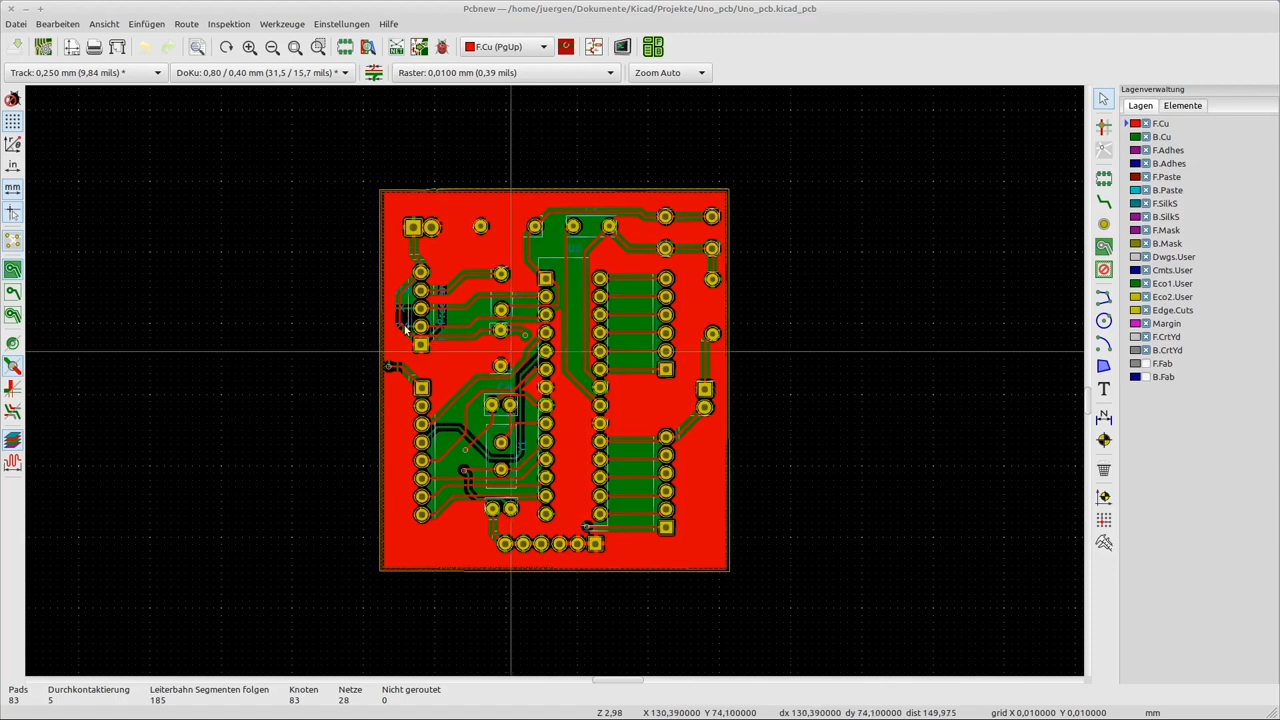 Pcbnew — /home/juergen/Dokumente/Kicad/Projekte/Uno_pcb/Uno_pcb.kicad_pcb
Datei Bearbeiten Ansicht Einfügen Route Inspektion Werkzeuge Einstellungen Hilfe
NET F.Cu (PgUp)
Track: 0,250 mm (9,84 mils) * DoKu: 0,80 / 0,40 mm (31,5 / 15,7 mils) * Raster: 0,0100 mm (0,39 mils) Zoom Auto
in
mm
Lagenverwaltung
Lagen Elemente
F.Cu
B.Cu
F.Adhes
B.Adhes
F.Paste
B.Paste
F.SilkS
B.SilkS
F.Mask
B.Mask
Dwgs.User
Cmts.User
Eco1.User
Eco2.User
Edge.Cuts
Margin
F.CrtYd
B.CrtYd
F.Fab
B.Fab
T
N
Pads Durchkontaktierung Leiterbahn Segmenten folgen Knoten Netze Nicht geroutet
83 5 185 83 28 0
Z 2,98 X 130,390000 Y 74,100000 dx 130,390000 dy 74,100000 dist 149,975 grid X 0,010000 Y 0,010000 mm